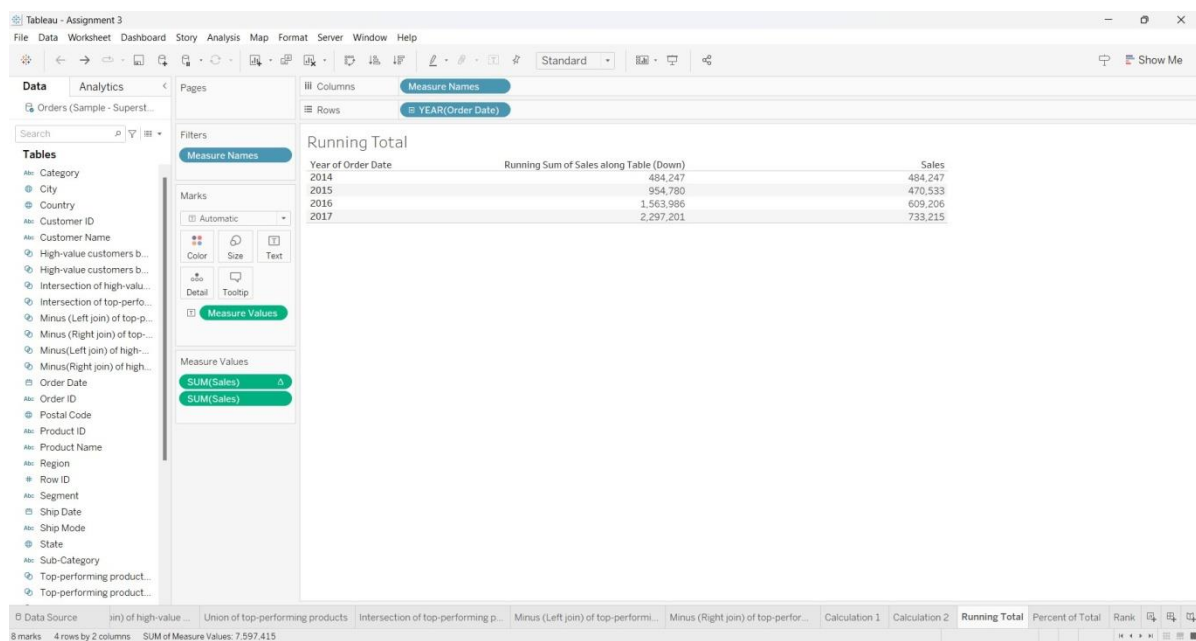 Tableau - Assignment 3
File Data Worksheet Dashboard Story Analysis Map Format Server Window Help
Standard
Show Me
Data Analytics
Orders (Sample - Superst...
Search
Tables
Abc Category
City
Country
Abc Customer ID
Abc Customer Name
High-value customers b...
High-value customers b...
Intersection of high-valu...
Intersection of top-perfo...
Minus (Left join) of top-p...
Minus (Right join) of top-...
Minus(Left join) of high-...
Minus(Right join) of high...
Order Date
Abc Order ID
Postal Code
Abc Product ID
Abc Product Name
Abc Region
# Row ID
Abc Segment
Ship Date
Abc Ship Mode
State
Abc Sub-Category
Top-performing product...
Top-performing product...
Pages
Filters
Measure Names
Marks
Automatic
Color Size Text
Detail Tooltip
Measure Values
Measure Values
SUM(Sales) Δ
SUM(Sales)
Columns Measure Names
Rows YEAR(Order Date)
Running Total
Year of Order Date Running Sum of Sales along Table (Down) Sales
2014 484,247 484,247
2015 954,780 470,533
2016 1,563,986 609,206
2017 2,297,201 733,215
Data Source oin) of high-value ... Union of top-performing products Intersection of top-performing p... Minus (Left join) of top-performi... Minus (Right join) of top-perfor... Calculation 1 Calculation 2 Running Total Percent of Total Rank
8 marks 4 rows by 2 columns SUM of Measure Values: 7,597,415